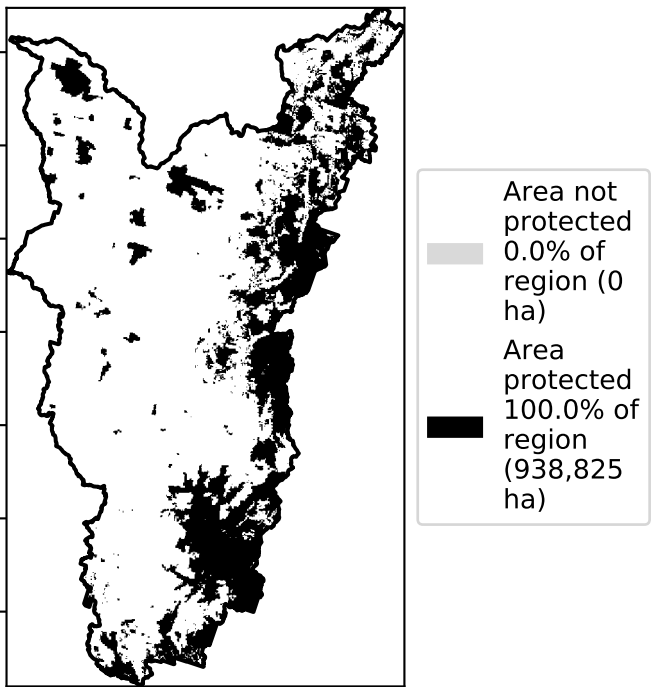 Area not
protected
0.0% of
region (0
ha)
Area
protected
100.0% of
region
(938,825
ha)